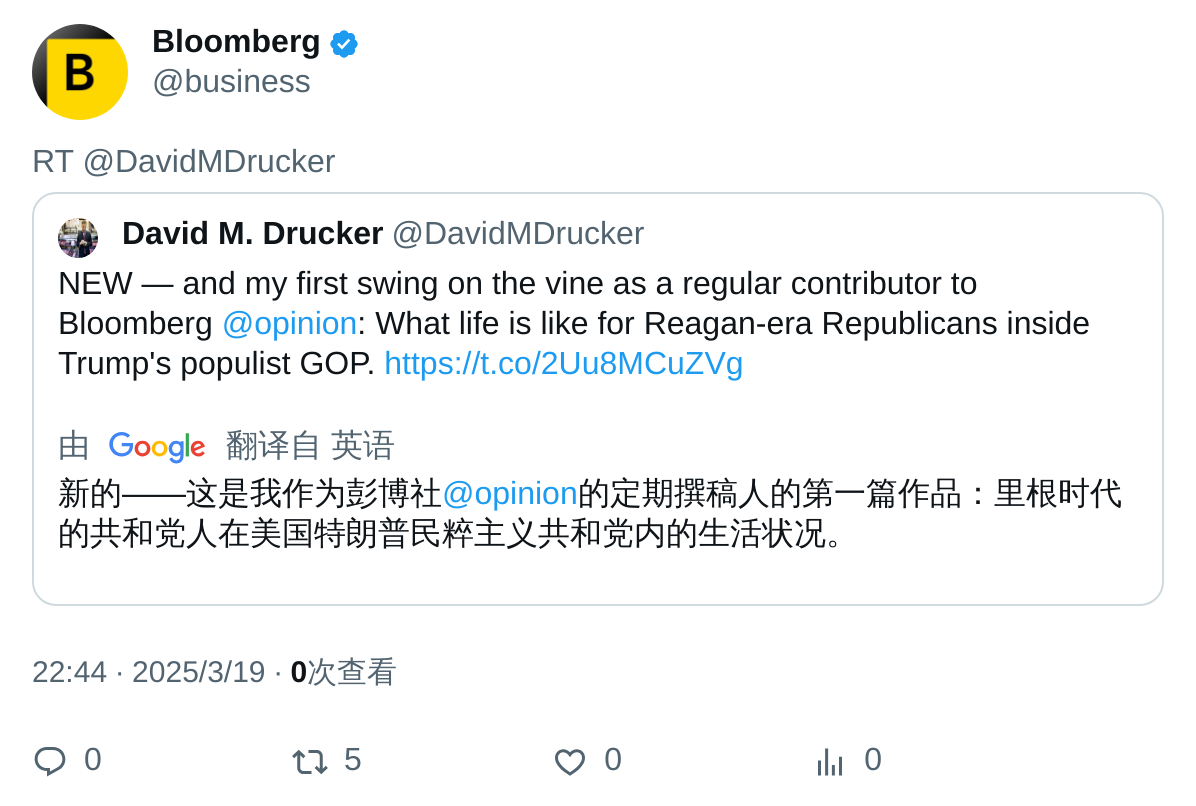 B
Bloomberg
@business
RT @DavidMDrucker
David M. Drucker @DavidMDrucker
NEW — and my first swing on the vine as a regular contributor to
Bloomberg @opinion: What life is like for Reagan-era Republicans inside
Trump's populist GOP. https://t.co/2Uu8MCuZVg
由 Google 翻译自 英语
新的——这是我作为彭博社@opinion的定期撰稿人的第一篇作品：里根时代
的共和党人在美国特朗普民粹主义共和党内的生活状况。
22:44 · 2025/3/19 · 0次查看
0 5 0 0